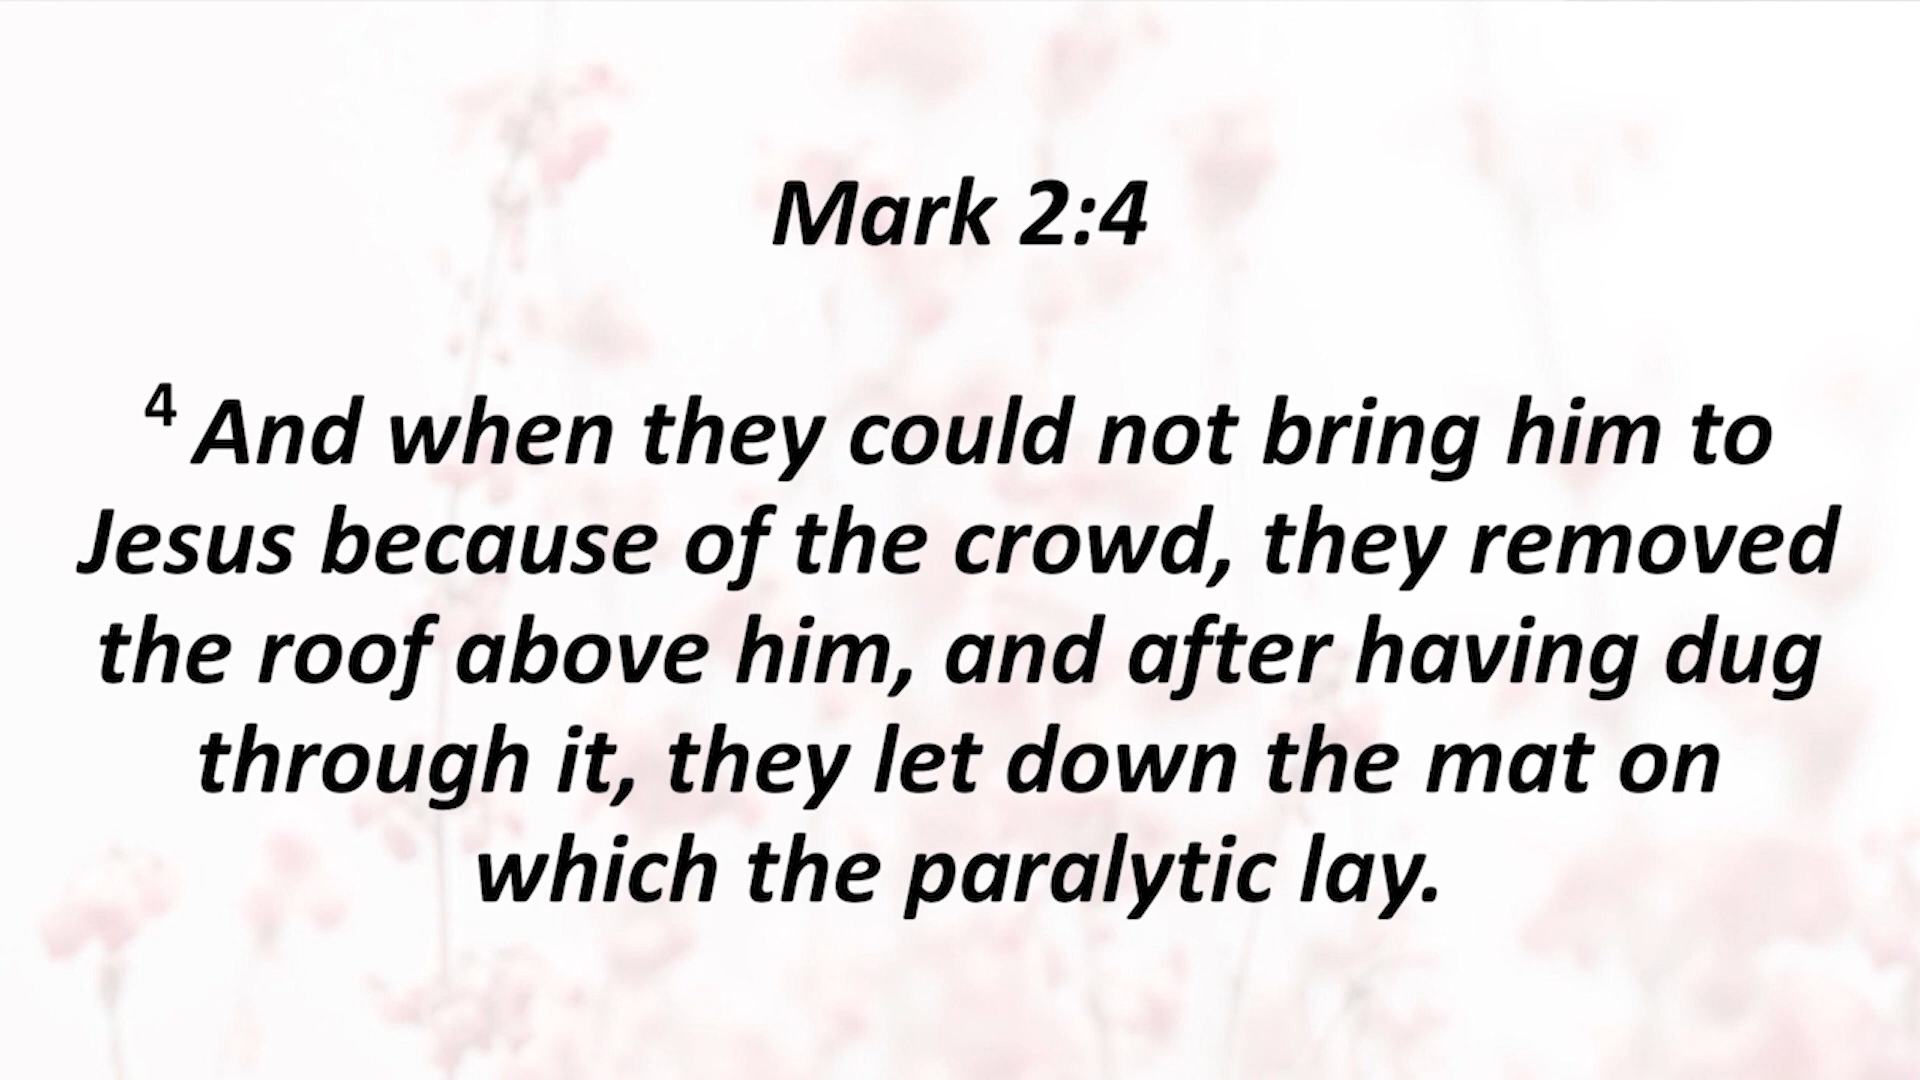 Mark 2:4
4 And when they could not bring him to
Jesus because of the crowd, they removed
the roof above him, and after having dug
through it, they let down the mat on
which the paralytic lay.